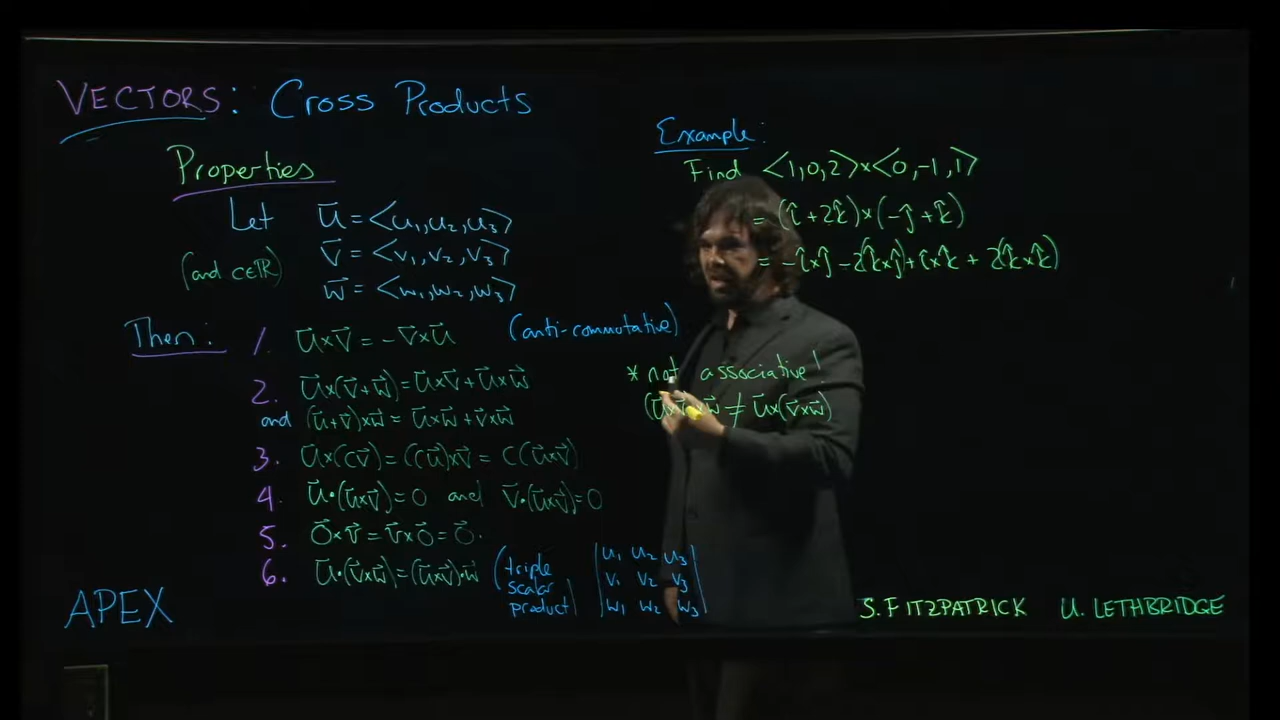 VECTORS: Cross Products
Properties
Let u⃗ = <u₁, u₂, u₃>
(and c∈ℝ) v⃗ = <v₁, v₂, v₃>
w⃗ = <w₁, w₂, w₃>
Then: 1. u⃗×v⃗ = -v⃗×u⃗ (anti-commutative)
2. u⃗×(v⃗+w⃗) = u⃗×v⃗ + u⃗×w⃗
and (u⃗+v⃗)×w⃗ = u⃗×w⃗ + v⃗×w⃗
3. u⃗×(cv⃗) = (cu⃗)×v⃗ = c(u⃗×v⃗)
4. u⃗•(u⃗×v⃗) = 0 and v⃗•(u⃗×v⃗) = 0
5. 0⃗×v⃗ = v⃗×0⃗ = 0⃗.
6. u⃗•(v⃗×w⃗) = (u⃗×v⃗)•w⃗
(triple
scalar
product)
|u₁ u₂ u₃|
|v₁ v₂ v₃|
|w₁ w₂ w₃|
Example:
Find <1,0,2>×<0,-1,1>
= (î+2k̂)×(-ĵ+k̂)
= -î×ĵ -2(k̂×ĵ) + î×k̂ + 2(k̂×k̂)
* not associative!
(u⃗×v⃗)×w⃗ ≠ u⃗×(v⃗×w⃗)
APEX
S. FITZPATRICK U. LETHBRIDGE